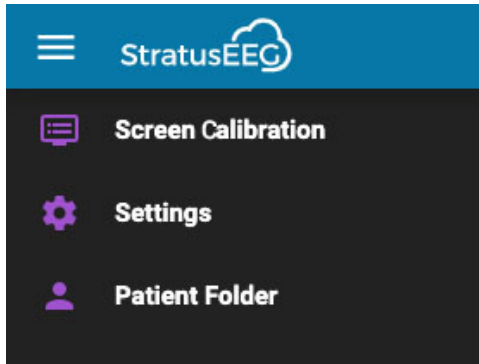 StratusEEG
Screen Calibration
Settings
Patient Folder